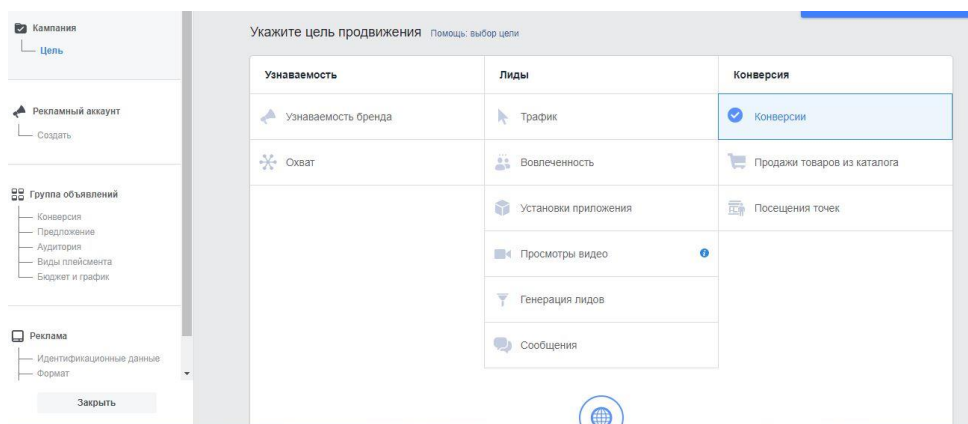 Кампания
Цель
Рекламный аккаунт
Создать
Группа объявлений
Конверсия
Предложение
Аудитория
Виды плейсмента
Бюджет и график
Реклама
Идентификационные данные
Формат
Закрыть
Укажите цель продвижения Помощь: выбор цели
Узнаваемость Лиды Конверсия
Узнаваемость бренда Трафик Конверсии
Охват Вовлеченность Продажи товаров из каталога
Установки приложения Посещения точек
Просмотры видео
Генерация лидов
Сообщения